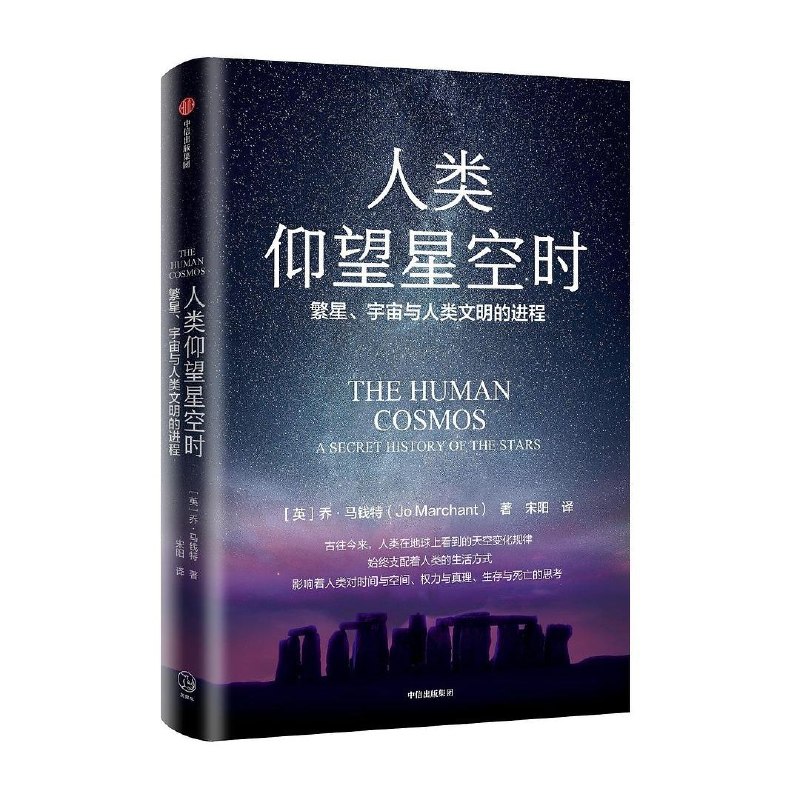 人类
仰望星空时
繁星、宇宙与人类文明的进程
THE HUMAN
COSMOS
A SECRET HISTORY OF THE STARS
[英]乔·马钱特(Jo Marchant) 著 宋阳 译
古往今来,人类在地球上看到的天空变化规律
始终支配着人类的生活方式
影响着人类对时间与空间、权力与真理、生存与死亡的思考
中信出版集团
中信出版集团
THE
HUMAN
COSMOS
人类仰望星空时
繁星、宇宙与人类文明的进程
[英]乔·马钱特 著
宋阳 译